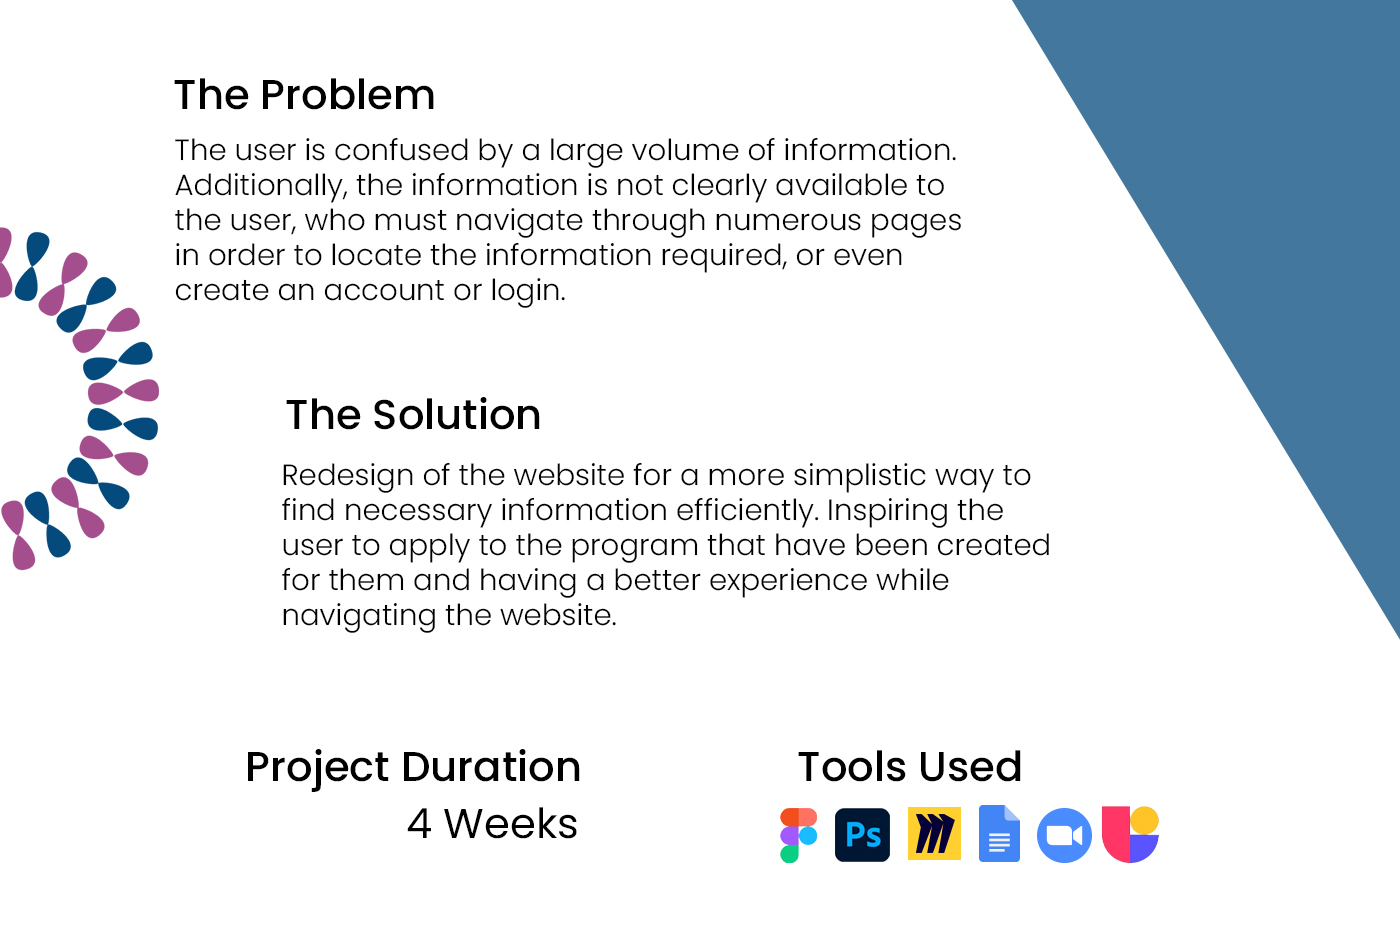 The Problem
The user is confused by a large volume of information.
Additionally, the information is not clearly available to
the user, who must navigate through numerous pages
in order to locate the information required, or even
create an account or login.
The Solution
Redesign of the website for a more simplistic way to
find necessary information efficiently. Inspiring the
user to apply to the program that have been created
for them and having a better experience while
navigating the website.
Project Duration
4 Weeks
Tools Used
Ps